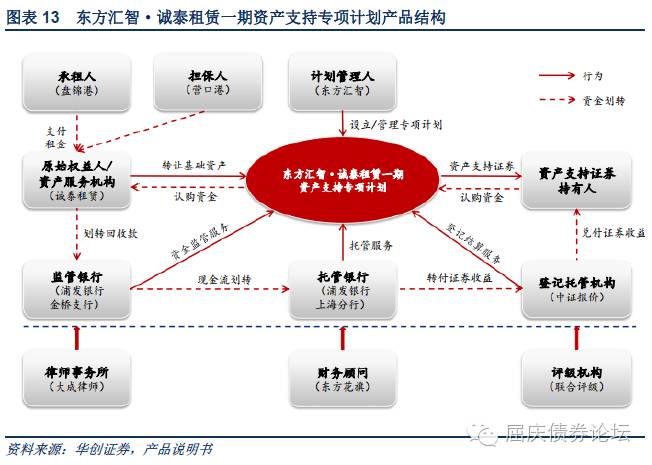 图表 13 东方汇智·诚泰租赁一期资产支持专项计划产品结构
承租人
(盘锦港)
担保人
(营口港)
计划管理人
(东方汇智)
行为
资金划转
支付
租金
设立/管理专项计划
原始权益人/
资产服务机构
(诚泰租赁)
转让基础资产
认购资金
东方汇智·诚泰租赁一期
资产支持专项计划
资产支持证券
认购资金
资产支持证券
持有人
划转回收款
资金监管服务
托管服务
登记结算服务
兑付证券收益
监管银行
(浦发银行
金桥支行)
现金流划转
托管银行
(浦发银行
上海分行)
转付证券收益
登记托管机构
(中证报价)
律师事务所
(大成律师)
财务顾问
(东方花旗)
评级机构
(联合评级)
屈庆债券论坛
资料来源：华创证券，产品说明书